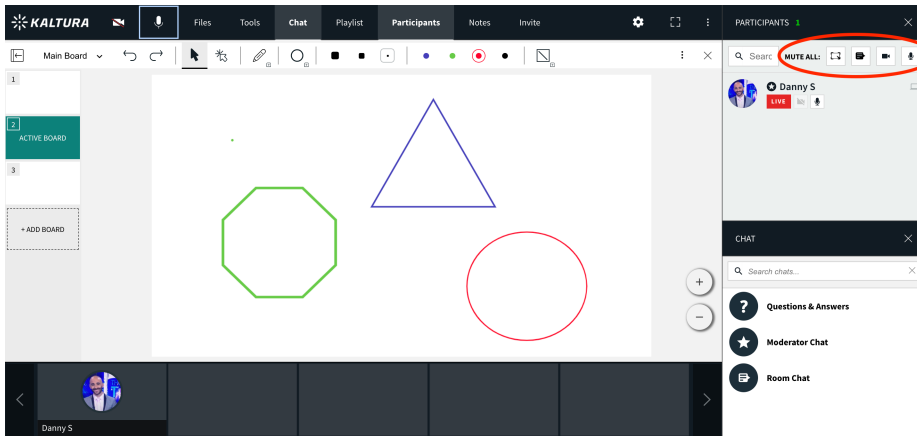 KALTURA
Files
Tools
Chat
Playlist
Participants
Notes
Invite
PARTICIPANTS 1
Main Board
Searc
MUTE ALL:
1
2
ACTIVE BOARD
3
+ ADD BOARD
Danny S
LIVE
CHAT
Search chats...
? Questions & Answers
Moderator Chat
Room Chat
Danny S